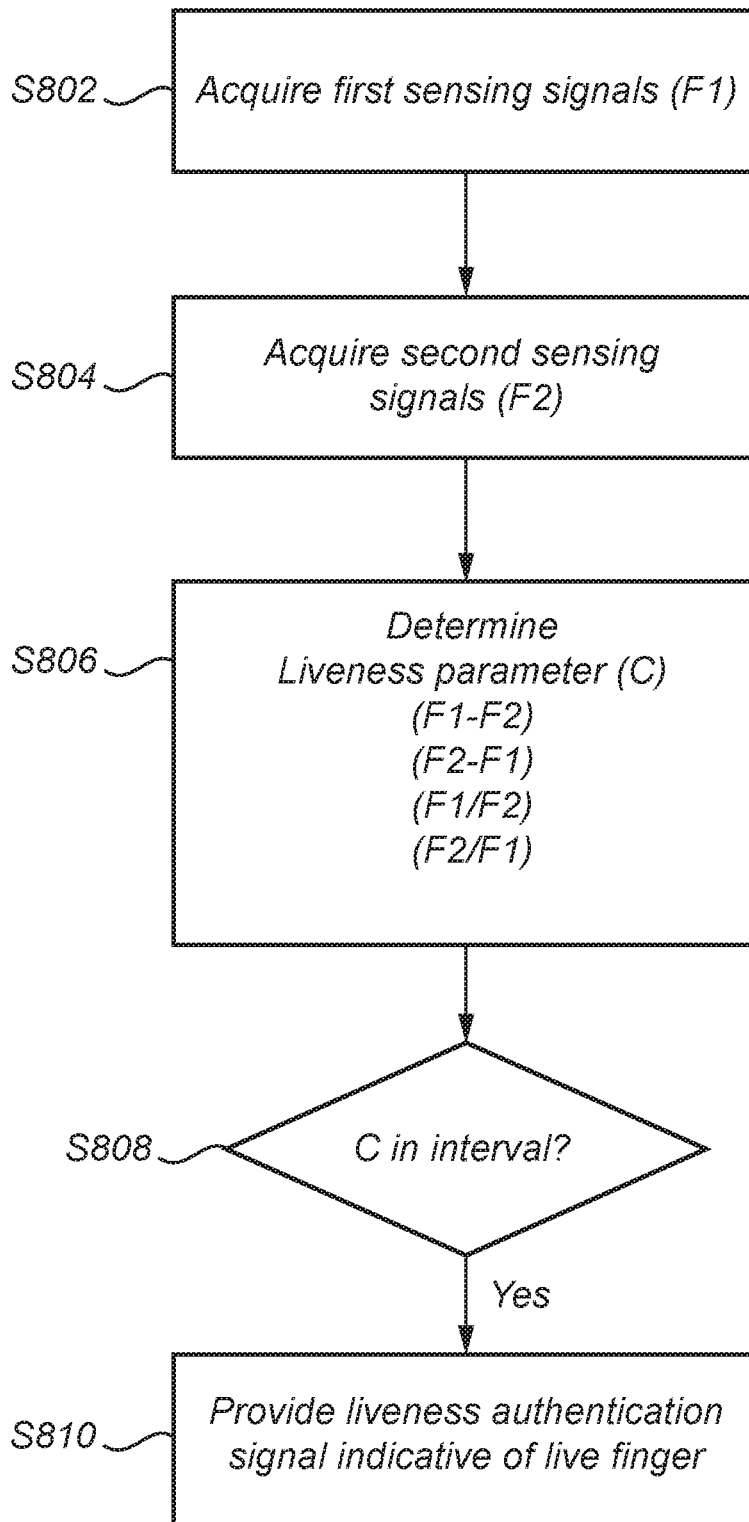 S802 Acquire first sensing signals (F1)
S804 Acquire second sensing
signals (F2)
S806 Determine
Liveness parameter (C)
(F1-F2)
(F2-F1)
(F1/F2)
(F2/F1)
S808 C in interval?
Yes
S810 Provide liveness authentication
signal indicative of live finger